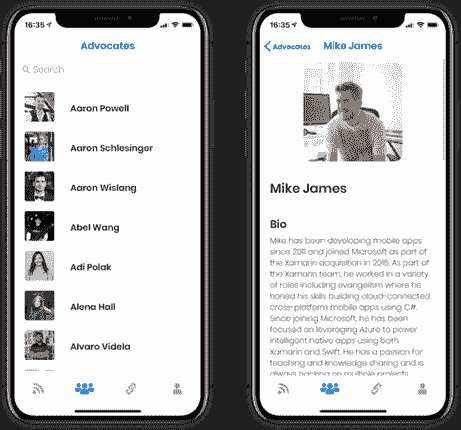 16:35
Advocates
Search
Aaron Powell
Aaron Schlesinger
Aaron Wislang
Abel Wang
Adi Polak
Alena Hall
Alvaro Videla
16:35
Advocates
Mike James
Mike James
Bio
Mike has been developing mobile apps
since 2011 and joined Microsoft as part of
the Xamarin acquisition in 2016. As part of
the Xamarin team, he worked in a variety
of roles including evangelism where he
honed his skills building cloud-connected
cross-platform mobile apps using C#.
Since joining Microsoft, he has been
focused on leveraging Azure to power
intelligent native apps using both
Xamarin and Swift. He has a passion for
teaching and knowledge sharing and is
always hacking on multiple projects